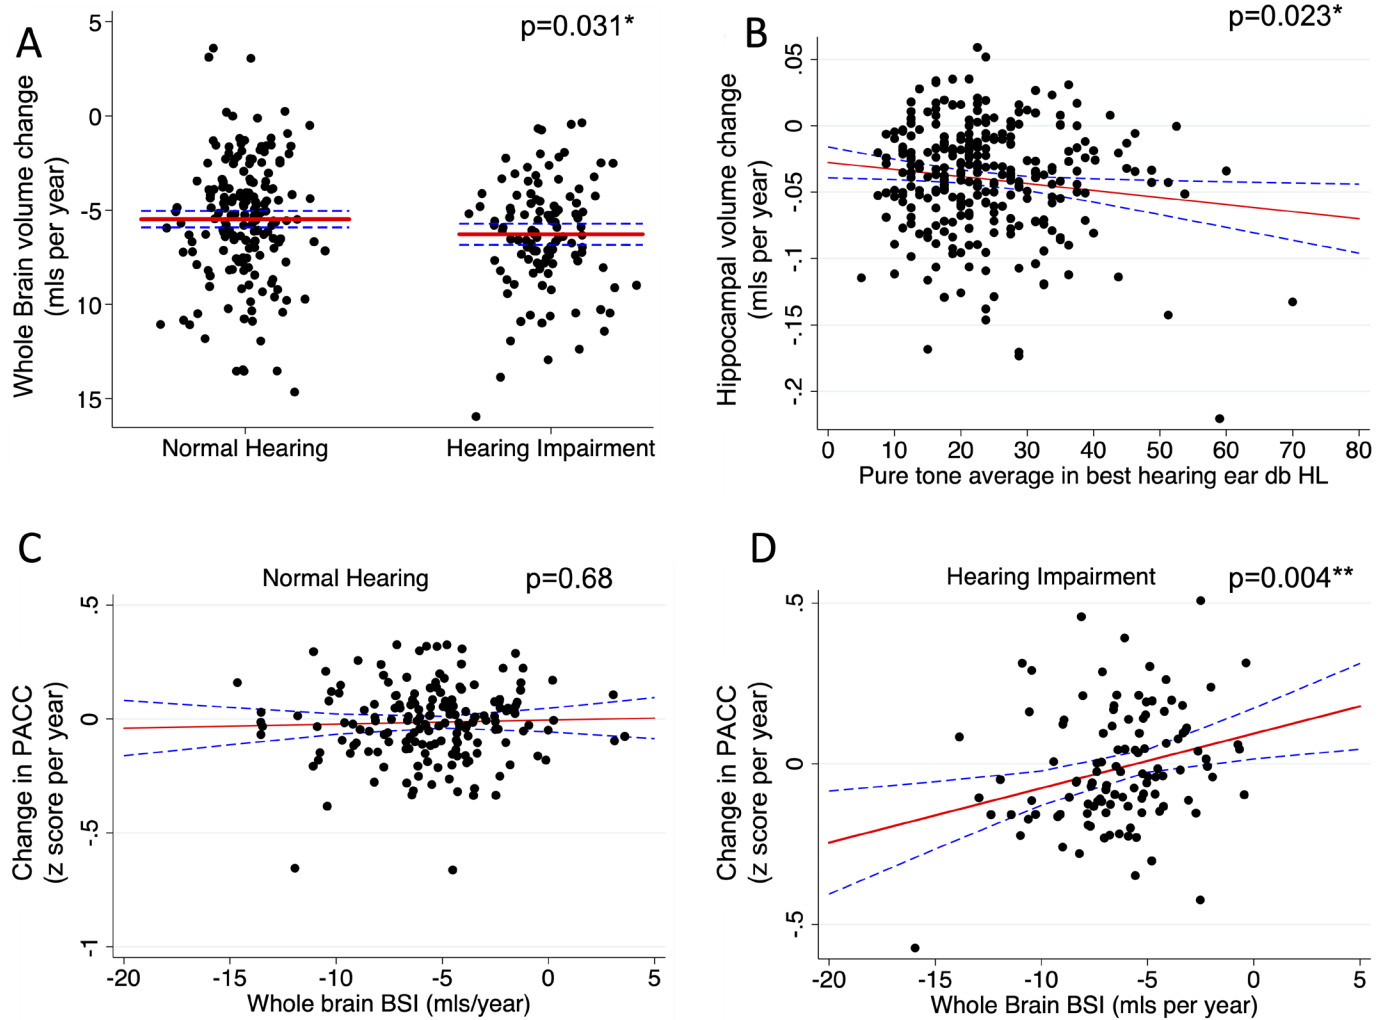 A
p=0.031*
Whole Brain volume change
(mls per year)
5
0
-5
10
15
Normal Hearing
Hearing Impairment
B
p=0.023*
Hippocampal volume change
(mls per year)
.05
0
.05
-.1
-.15
-.2
0 10 20 30 40 50 60 70 80
Pure tone average in best hearing ear db HL
C
Normal Hearing
p=0.68
Change in PACC
(z score per year)
.5
0
-.5
-1
-20 -15 -10 -5 0 5
Whole brain BSI (mls/year)
D
Hearing Impairment
p=0.004**
Change in PACC
(z score per year)
.5
0
-.5
-20 -15 -10 -5 0 5
Whole Brain BSI (mls per year)